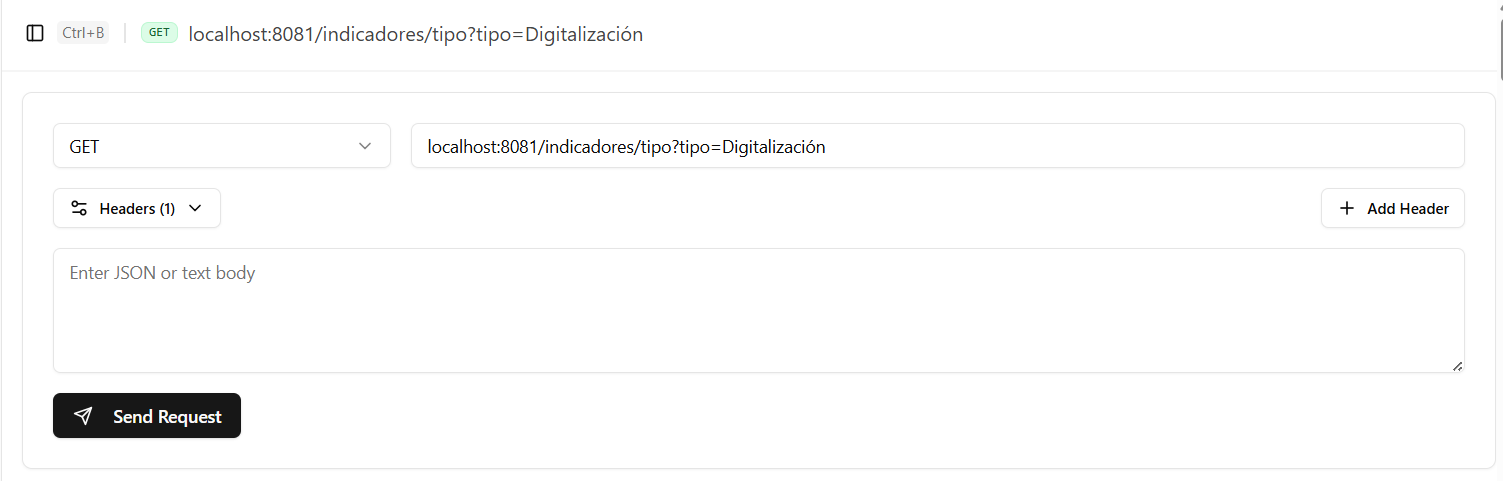 Ctrl+B GET localhost:8081/indicadores/tipo?tipo=Digitalización
GET localhost:8081/indicadores/tipo?tipo=Digitalización
Headers (1) Add Header
Enter JSON or text body
Send Request